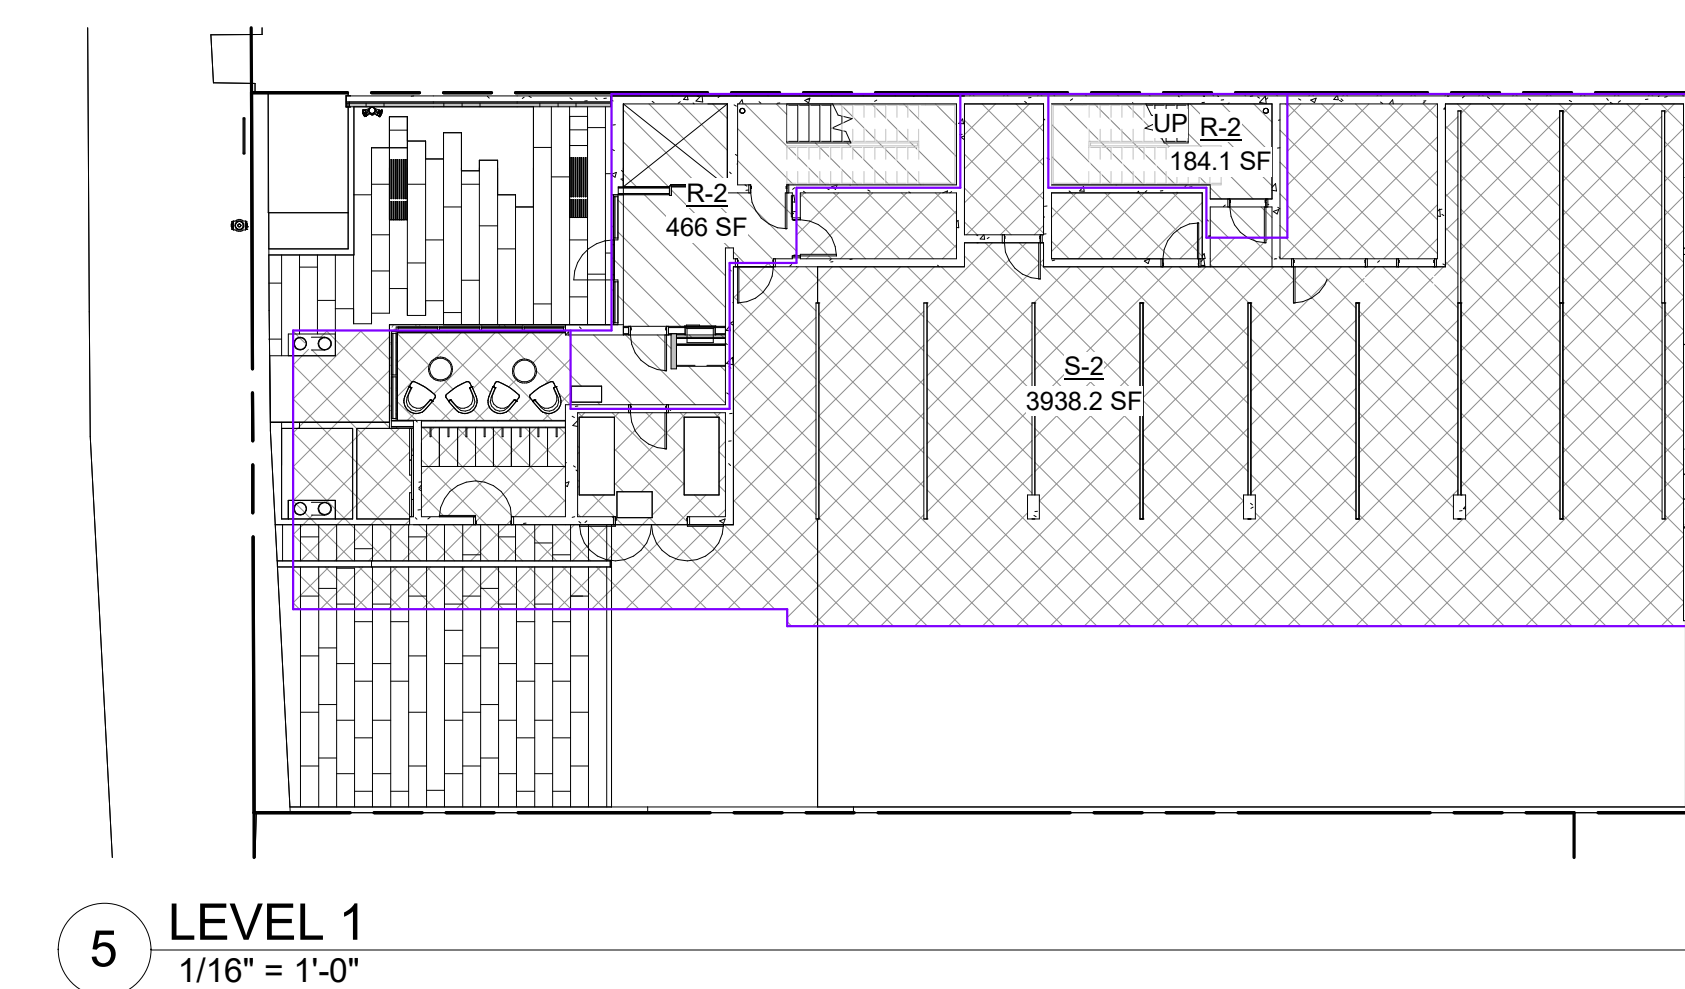 UP
R-2
184.1 SF
R-2
466 SF
S-2
3938.2 SF
5
LEVEL 1
1/16" = 1'-0"